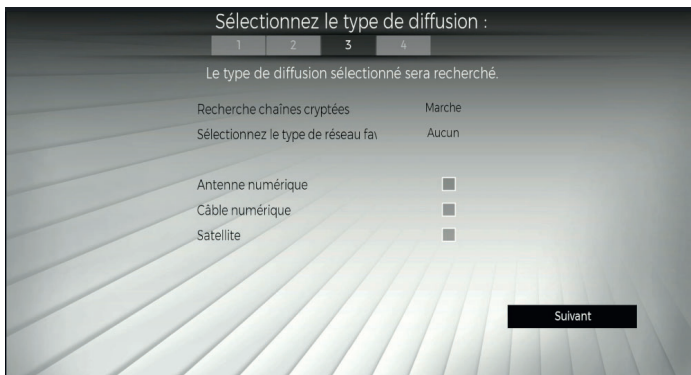 Sélectionnez le type de diffusion :
1 2 3 4
Le type de diffusion sélectionné sera recherché.
Recherche chaînes cryptées Marche
Sélectionnez le type de réseau fav Aucun
Antenne numérique
Câble numérique
Satellite
Suivant